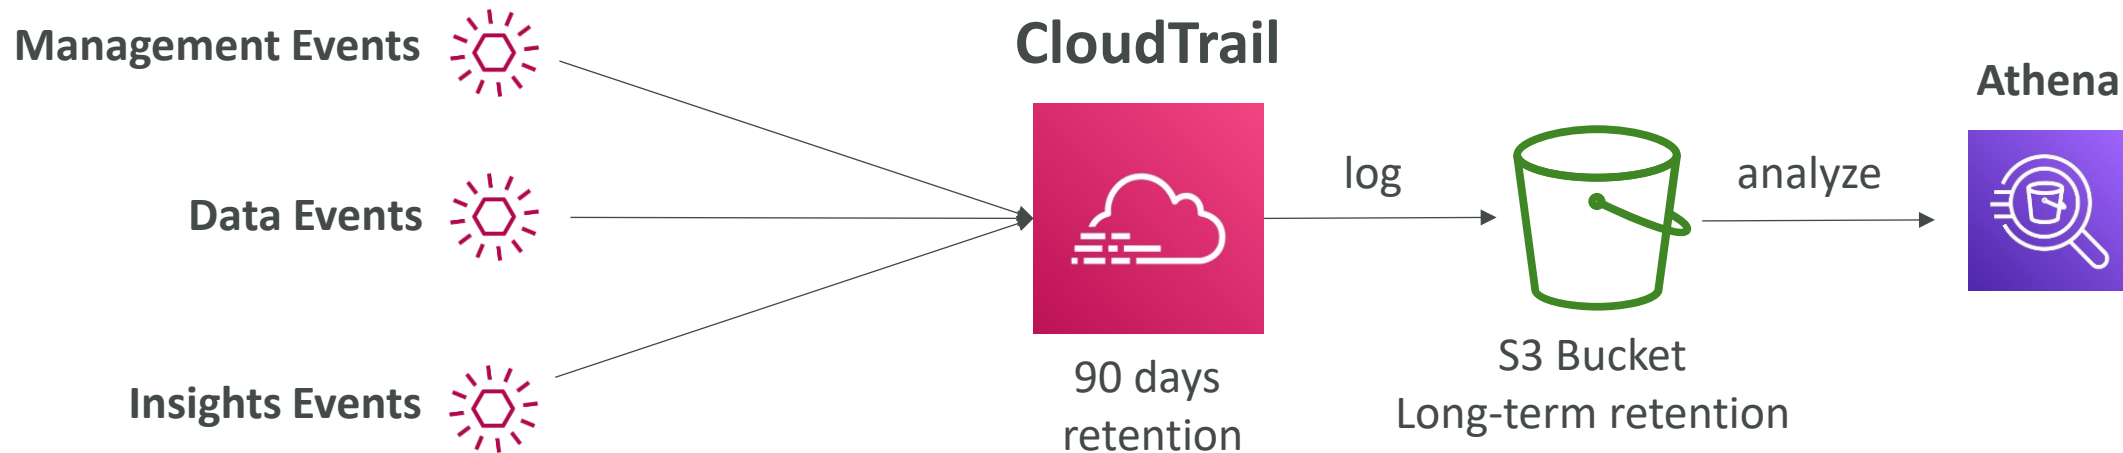 Management Events
Data Events
Insights Events
CloudTrail
90 days
retention
log
S3 Bucket
Long-term retention
analyze
Athena